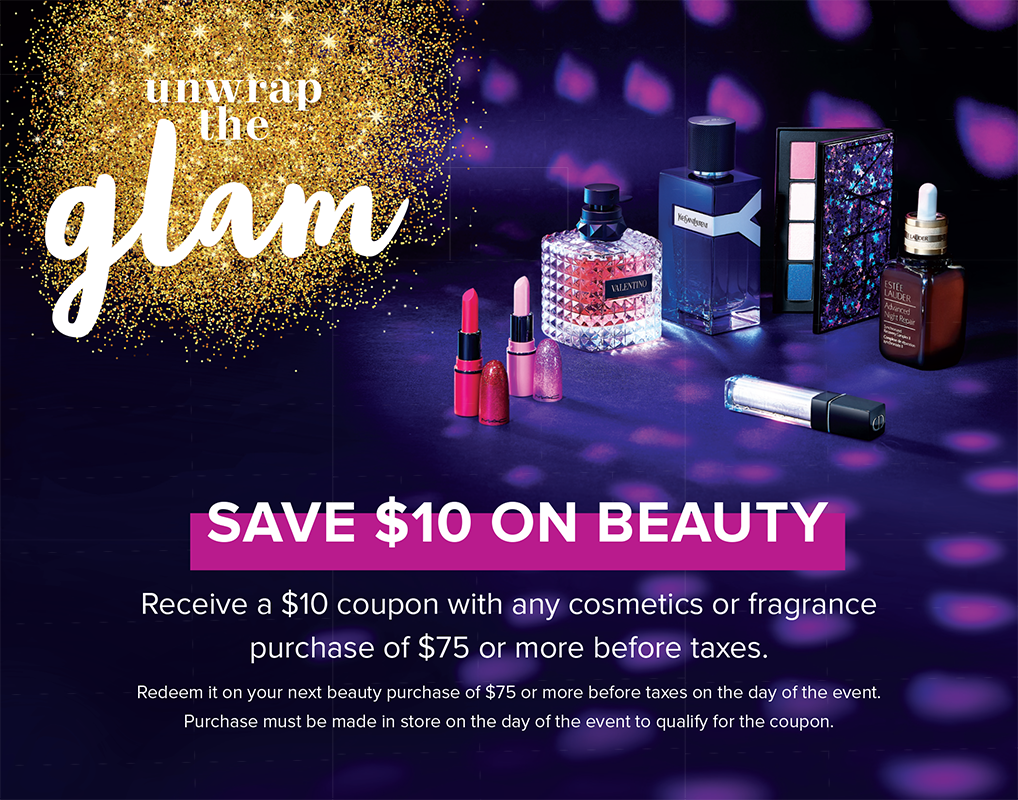 unwrap
the
glam
VALENTINO
YVESSAINTLAURENT
ESTĒE
LAUDER
Advanced
Night Repair
SAVE $10 ON BEAUTY
Receive a $10 coupon with any cosmetics or fragrance
purchase of $75 or more before taxes.
Redeem it on your next beauty purchase of $75 or more before taxes on the day of the event.
Purchase must be made in store on the day of the event to qualify for the coupon.